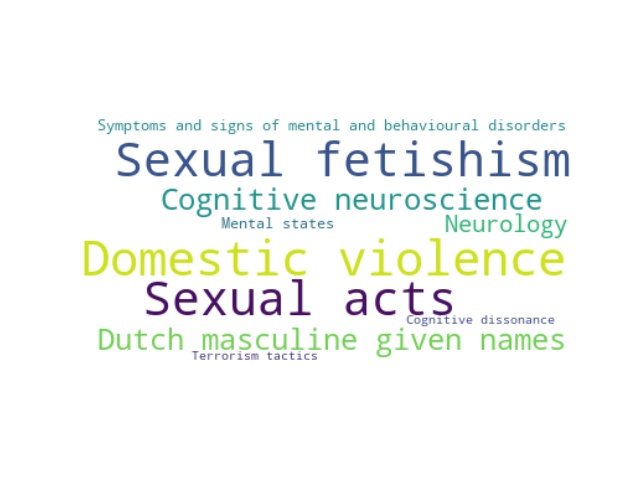 Symptoms and signs of mental and behavioural disorders
Sexual fetishism
Cognitive neuroscience
Mental states
Neurology
Domestic violence
Sexual acts
Cognitive dissonance
Dutch masculine given names
Terrorism tactics